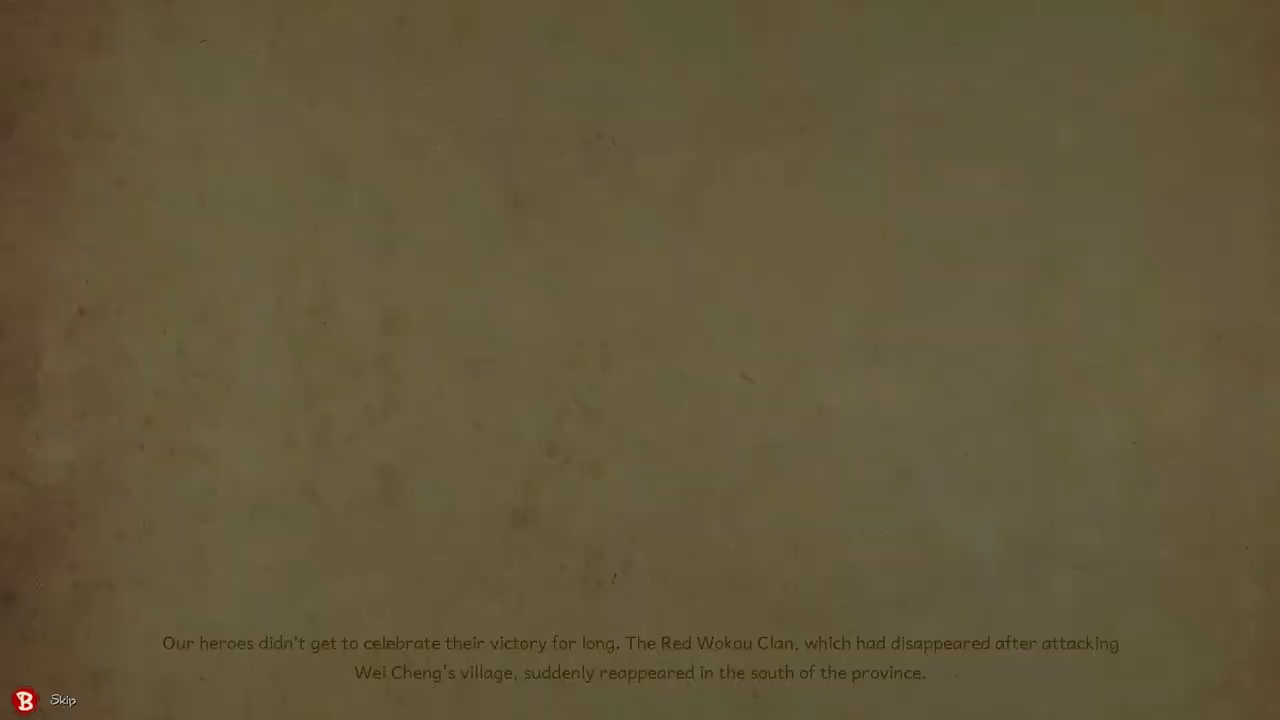 Our heroes didn't get to celebrate their victory for long. The Red Wokou Clan, which had disappeared after attacking
Wei Cheng's village, suddenly reappeared in the south of the province.
B Skip